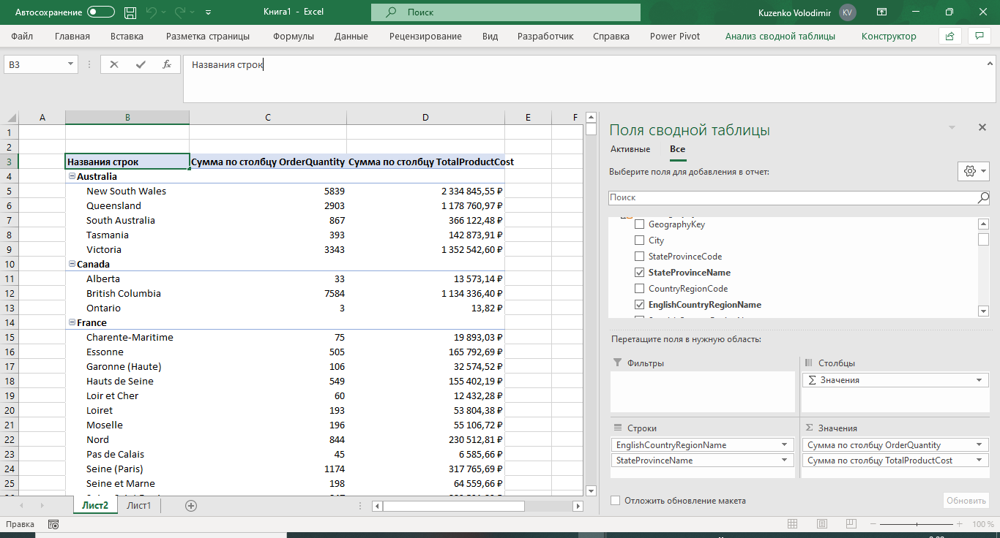 Автосохранение Книга1 - Excel Поиск Kuzenko Volodimir KV
Файл Главная Вставка Разметка страницы Формулы Данные Рецензирование Вид Разработчик Справка Power Pivot Анализ сводной таблицы Конструктор
B3 fx Названия строк
A B C D E F
1
2
3 Названия строк Сумма по столбцу OrderQuantity Сумма по столбцу TotalProductCost
4 Australia
5 New South Wales 5839 2 334 845,55 ₽
6 Queensland 2903 1 178 760,97 ₽
7 South Australia 867 366 122,48 ₽
8 Tasmania 393 142 873,91 ₽
9 Victoria 3343 1 352 542,60 ₽
10 Canada
11 Alberta 33 13 573,14 ₽
12 British Columbia 7584 1 134 336,40 ₽
13 Ontario 3 13,82 ₽
14 France
15 Charente-Maritime 75 19 893,03 ₽
16 Essonne 505 165 792,69 ₽
17 Garonne (Haute) 106 32 574,52 ₽
18 Hauts de Seine 549 155 402,19 ₽
19 Loir et Cher 60 12 432,28 ₽
20 Loiret 193 53 804,38 ₽
21 Moselle 196 55 106,72 ₽
22 Nord 844 230 512,81 ₽
23 Pas de Calais 45 6 585,66 ₽
24 Seine (Paris) 1174 317 765,69 ₽
25 Seine et Marne 198 64 559,66 ₽
Поля сводной таблицы
Активные Все
Выберите поля для добавления в отчет:
Поиск
GeographyKey
City
StateProvinceCode
StateProvinceName
CountryRegionCode
EnglishCountryRegionName
Перетащите поля в нужную область:
Фильтры Столбцы
Σ Значения
Строки Σ Значения
EnglishCountryRegionName Сумма по столбцу OrderQuantity
StateProvinceName Сумма по столбцу TotalProductCost
Отложить обновление макета Обновить
Лист2 Лист1
Правка 100 %